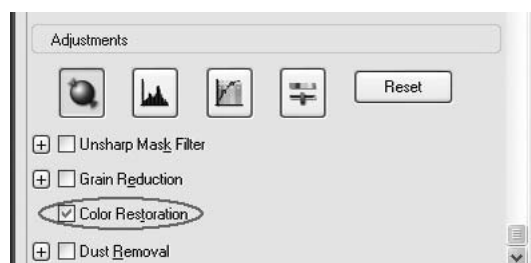 Adjustments
Reset
Unsharp Mask Filter
Grain Reduction
Color Restoration
Dust Removal